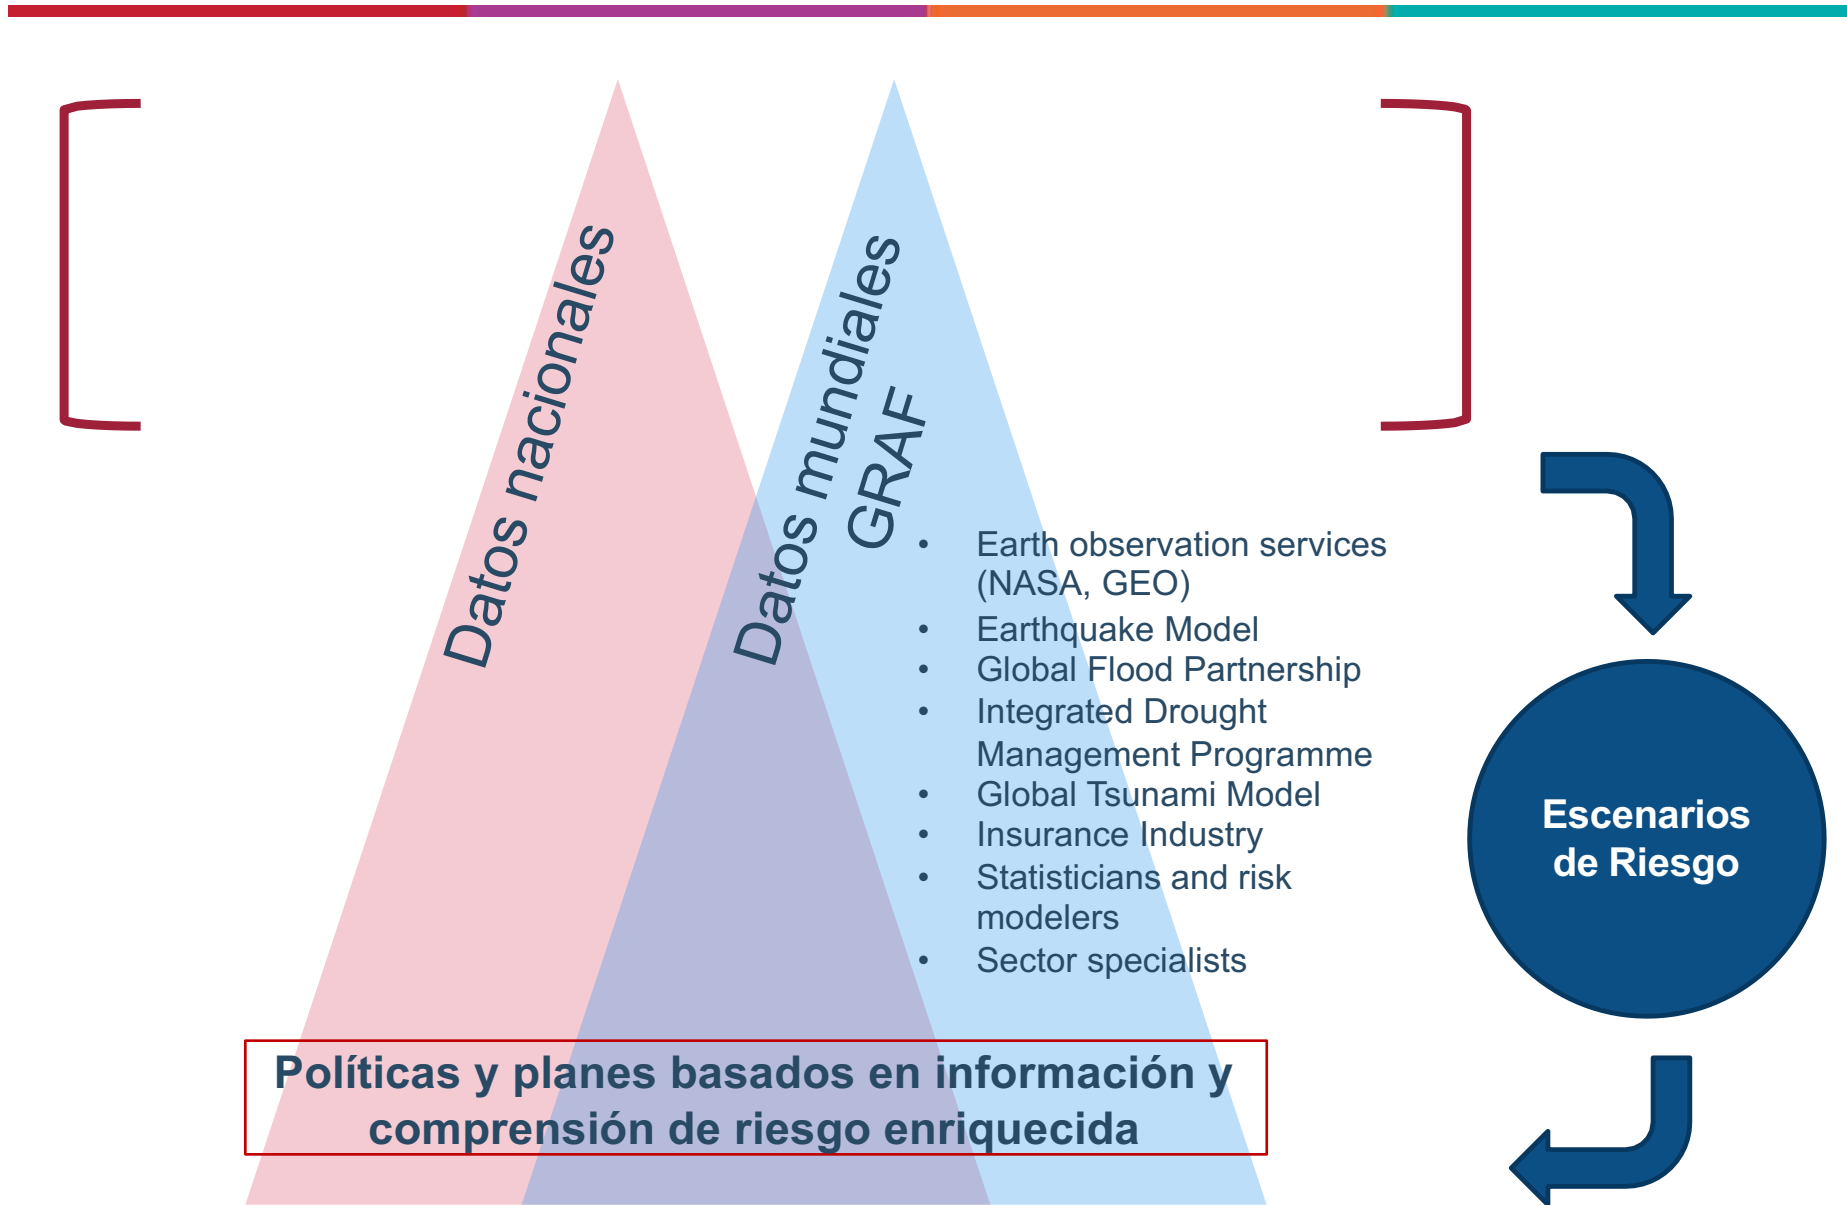 Datos nacionales
Datos mundiales
GRAF
• Earth observation services
(NASA, GEO)
• Earthquake Model
• Global Flood Partnership
• Integrated Drought
Management Programme
• Global Tsunami Model
• Insurance Industry
• Statisticians and risk
modelers
• Sector specialists
Escenarios
de Riesgo
Políticas y planes basados en información y
comprensión de riesgo enriquecida